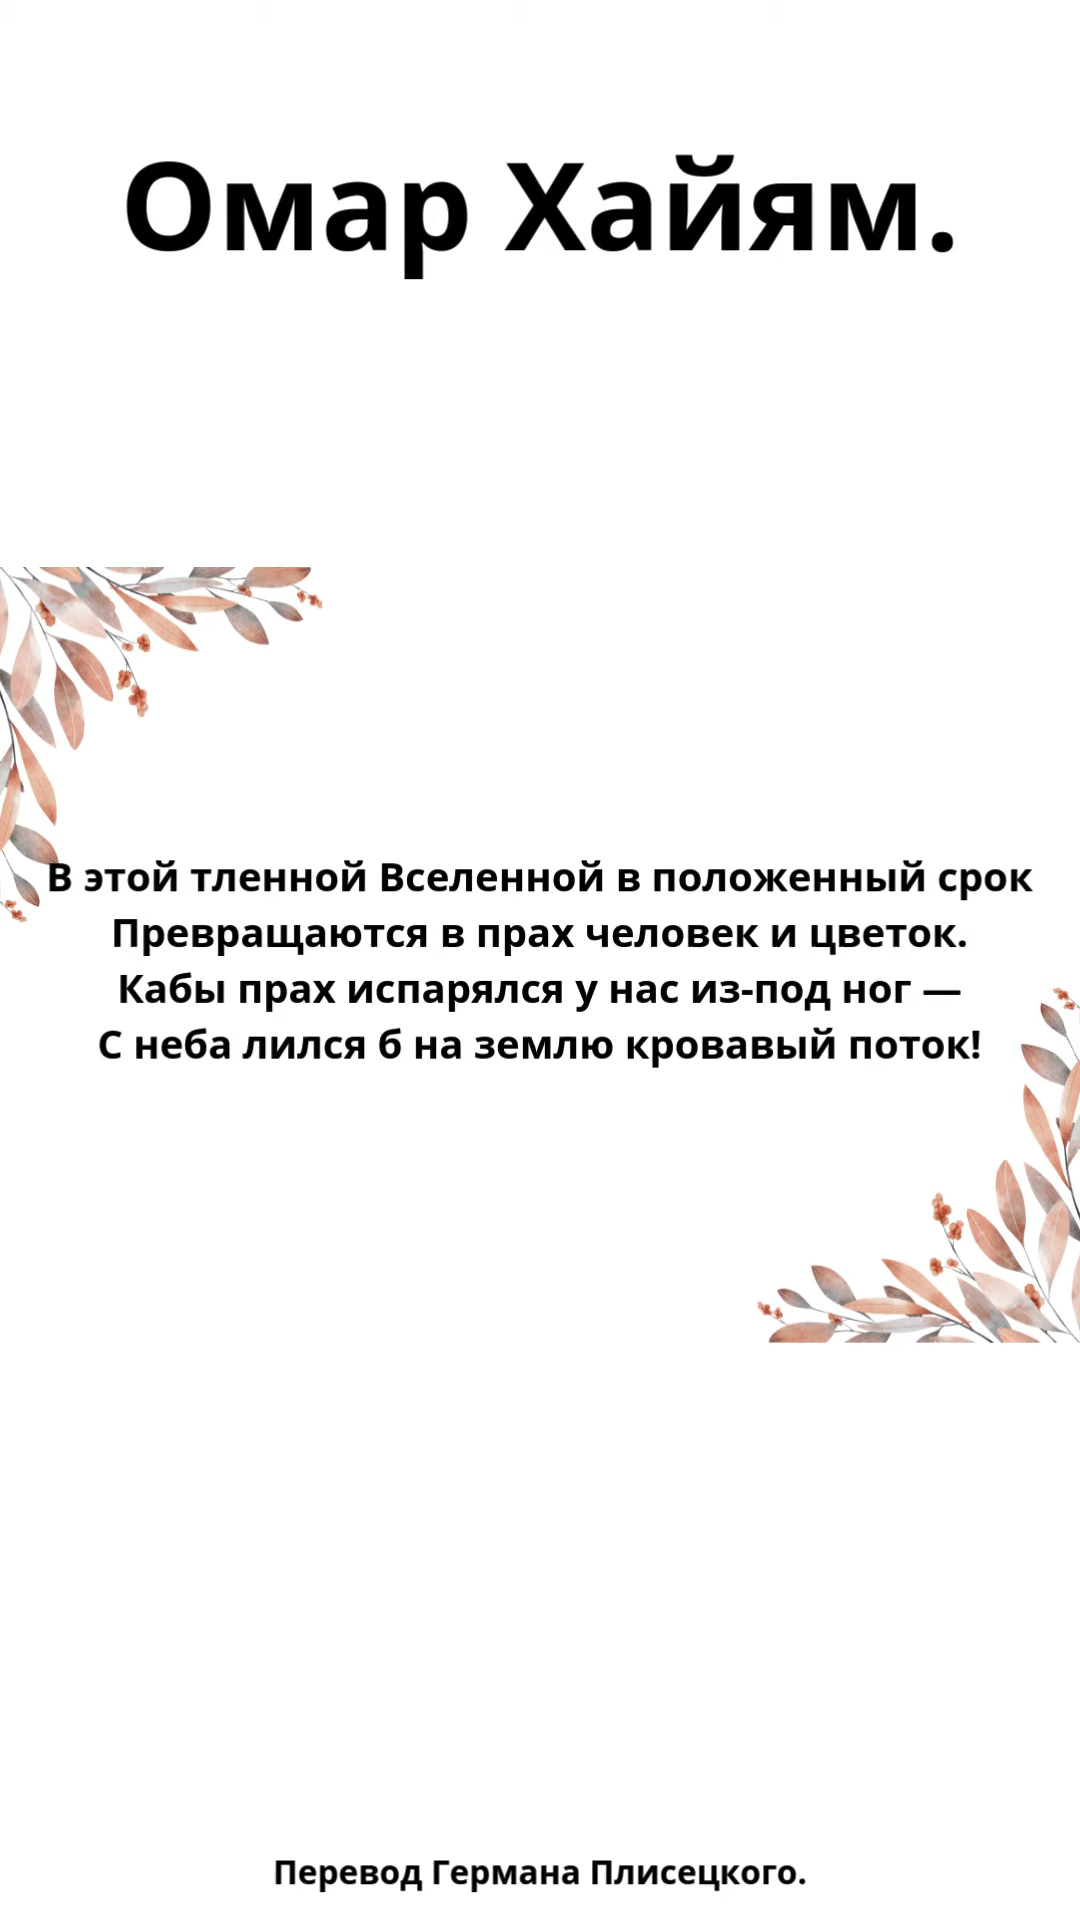 Омар Хайям.
В этой тленной Вселенной в положенный срок
Превращаются в прах человек и цветок.
Кабы прах испарялся у нас из-под ног —
С неба лился б на землю кровавый поток!
Перевод Германа Плисецкого.